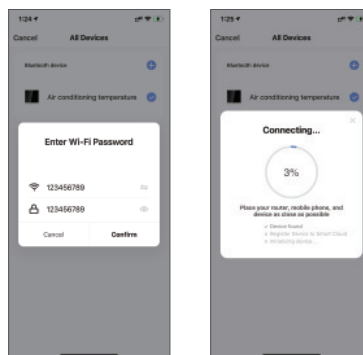 1:24
Cancel All Devices
Bluetooth device
Air conditioning temperature
Enter Wi-Fi Password
123456789
123456789
Cancel Confirm
1:25
Cancel All Devices
Bluetooth device
Air conditioning temperature
Connecting...
3%
Place your router, mobile phone, and
device as close as possible
Device found
Register Device to Smart Cloud
Initializing device...